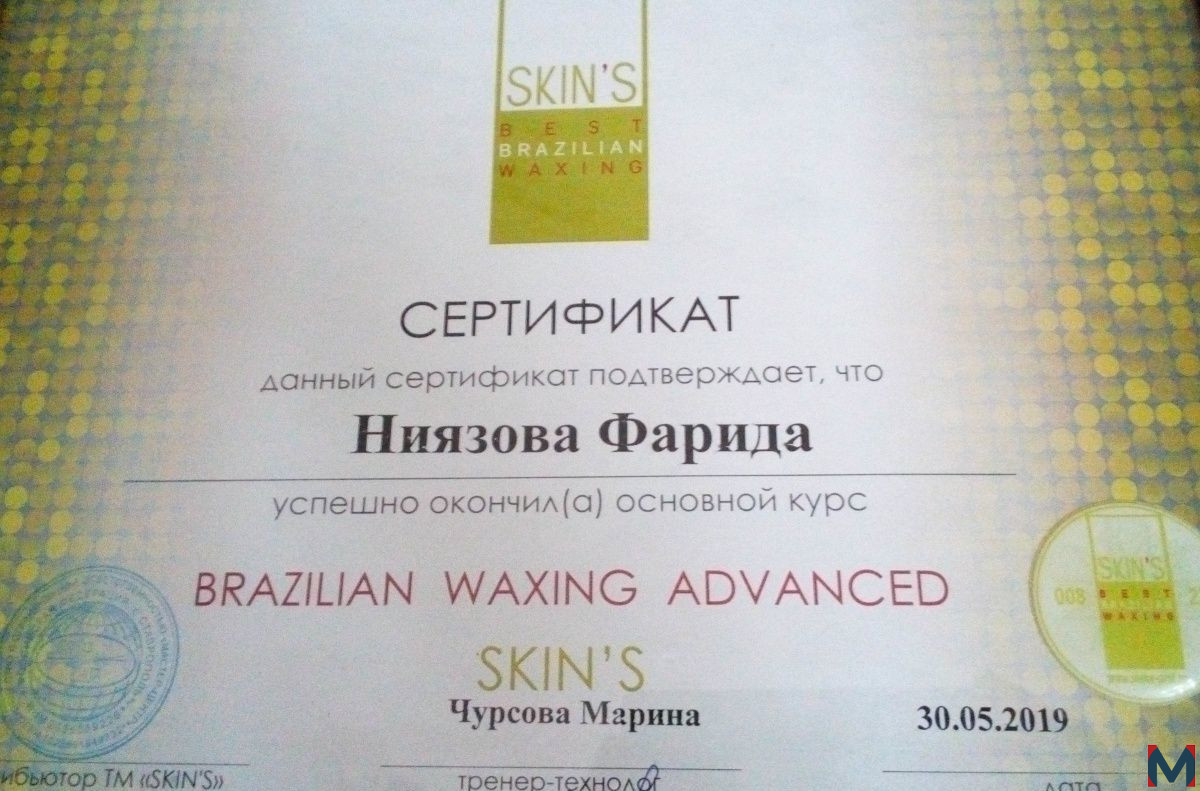 SKIN'S
BEST
BRAZILIAN
WAXING
СЕРТИФИКАТ
данный сертификат подтверждает, что
Ниязова Фарида
успешно окончил(а) основной курс
BRAZILIAN WAXING ADVANCED
SKIN'S
BEST
WAXING
008
SKIN'S
Чурсова Марина
30.05.2019
ибьютор ТМ «SKIN'S»
тренер-технолог
дата
M